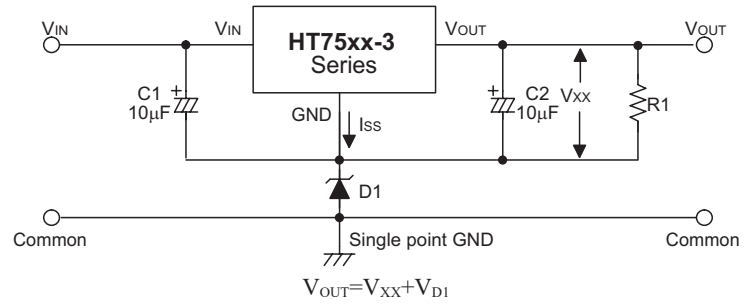 VIN
VIN
HT75xx-3
Series
VOUT
VOUT
C1
10μF
GND
ISS
C2
10μF
VXX
R1
D1
Common
Single point GND
Common
VOUT=VXX+VD1